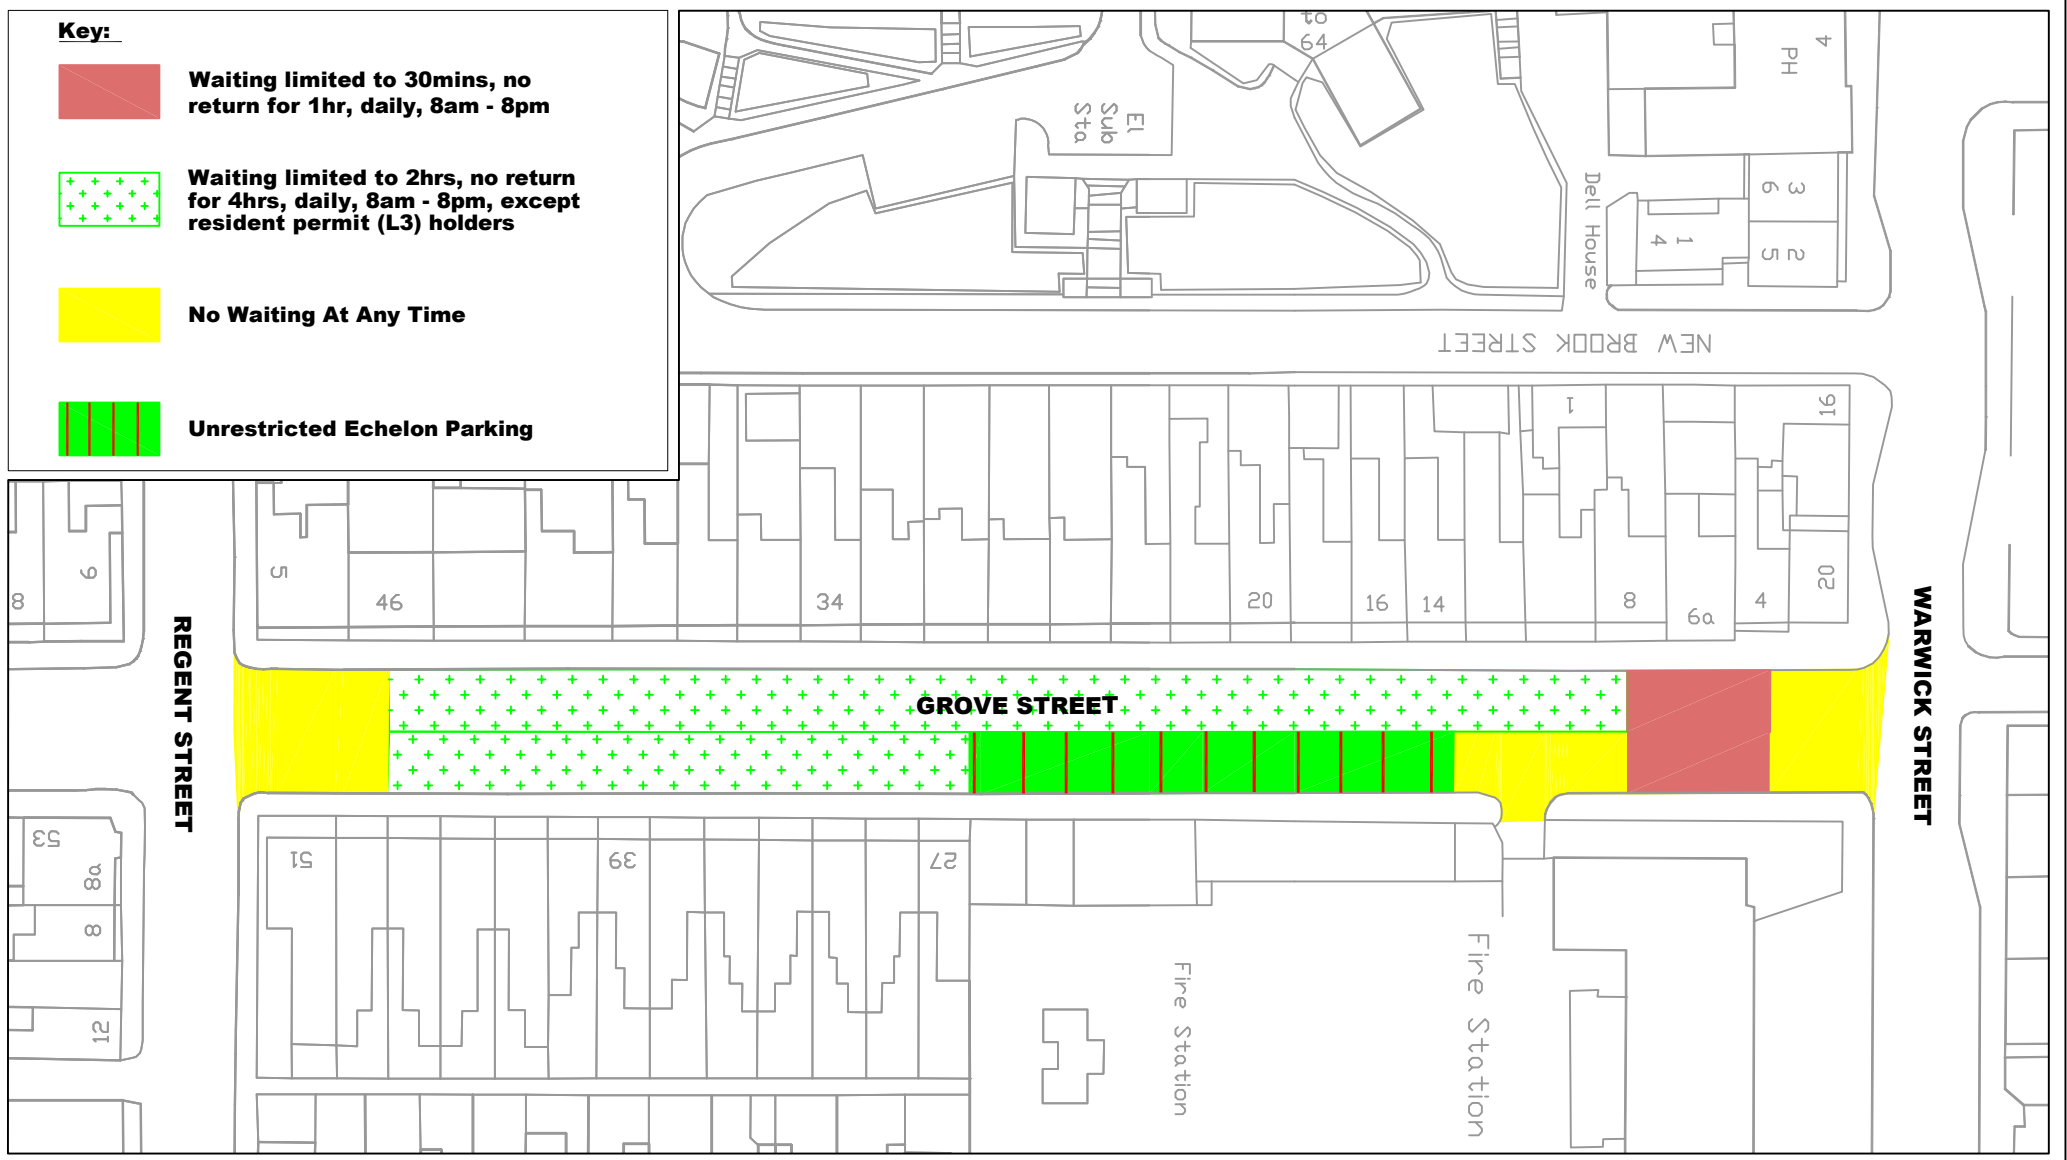 Key:
Waiting limited to 30mins, no
return for 1hr, daily, 8am - 8pm
Waiting limited to 2hrs, no return
for 4hrs, daily, 8am - 8pm, except
resident permit (L3) holders
No Waiting At Any Time
Unrestricted Echelon Parking
64
El
Sub
Sta
PH
4
Dell House
3
6
1
4
2
5
NEW BROOK STREET
1
16
5
9
8
46
34
20
16
14
8
6a
4
20
REGENT STREET
GROVE STREET
WARWICK STREET
53
8a
8
12
51
39
27
Fire Station
Fire Station